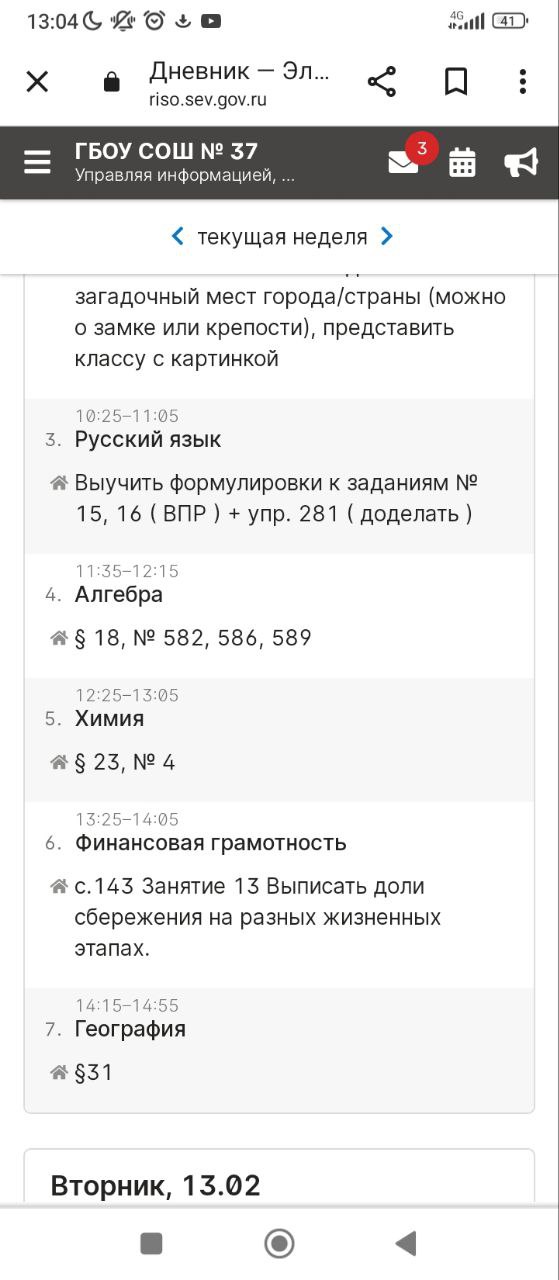 13:04
4G
41
Дневник — Эл...
riso.sev.gov.ru
ГБОУ СОШ № 37
3
Управляя информацией, ...
текущая неделя
загадочный мест города/страны (можно
о замке или крепости), представить
классу с картинкой
10:25–11:05
3. Русский язык
Выучить формулировки к заданиям №
15, 16 ( ВПР ) + упр. 281 ( доделать )
11:35–12:15
4. Алгебра
§ 18, № 582, 586, 589
12:25–13:05
5. Химия
§ 23, № 4
13:25–14:05
6. Финансовая грамотность
с.143 Занятие 13 Выписать доли
сбережения на разных жизненных
этапах.
14:15–14:55
7. География
§31
Вторник, 13.02